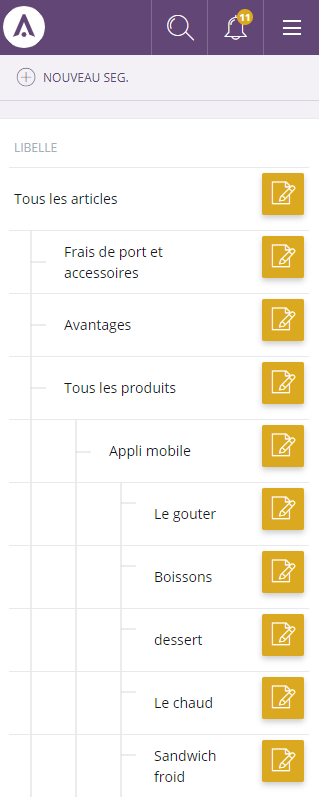 11
NOUVEAU SEG.
LIBELLE
Tous les articles
Frais de port et
accessoires
Avantages
Tous les produits
Appli mobile
Le gouter
Boissons
dessert
Le chaud
Sandwich
froid